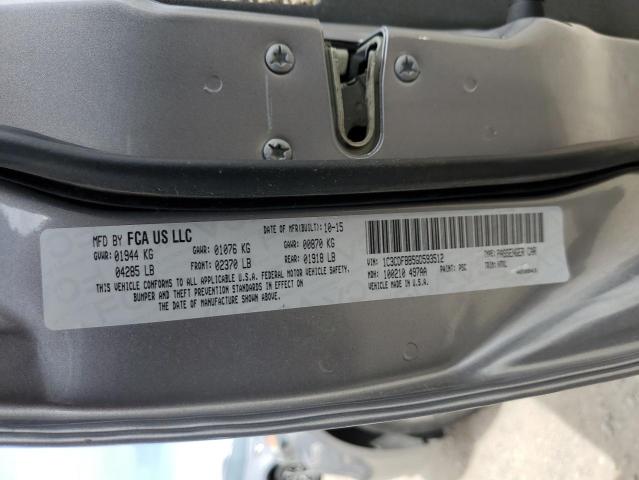 MFD BY FCA US LLC
DATE OF MFR(BUILT): 10-15
GVWR: 01944 KG
GAWR: 01076 KG
GAWR: 00870 KG
04285 LB
FRONT: 02370 LB
REAR: 01918 LB
THIS VEHICLE CONFORMS TO ALL APPLICABLE U.S.A. FEDERAL MOTOR VEHICLE SAFETY,
BUMPER AND THEFT PREVENTION STANDARDS IN EFFECT ON
THE DATE OF MANUFACTURE SHOWN ABOVE.
VIN: 1C3CDFBB5GD593512
TYPE: PASSENGER CAR
MDH: 100210 497AA
PAINT: PSC
TRIM:
VEHICLE MADE IN U.S.A.